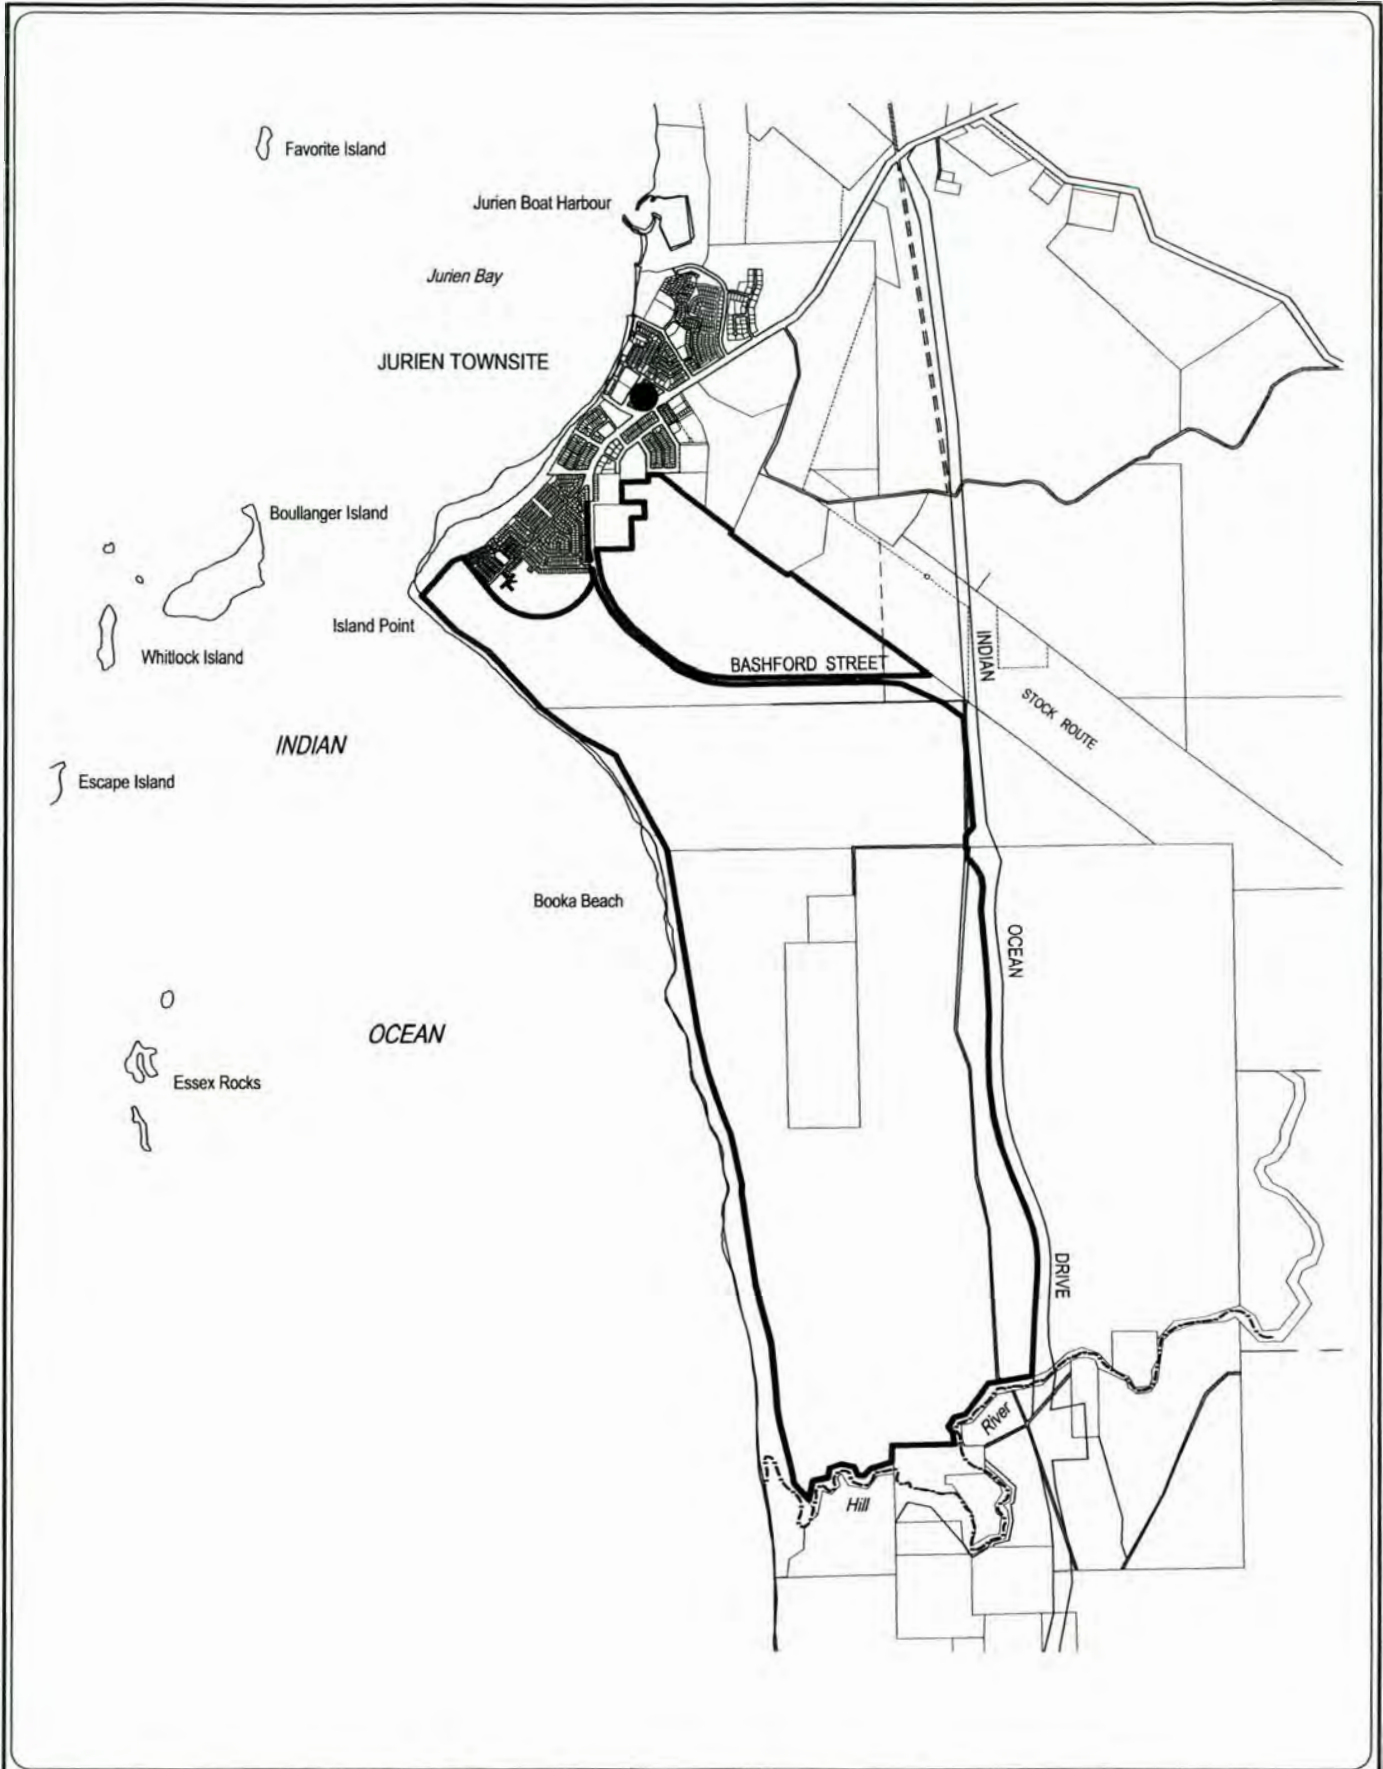 Favorite Island
Jurien Boat Harbour
Jurien Bay
JURIEN TOWNSITE
Boullanger Island
Island Point
Whitlock Island
BASHFORD STREET
INDIAN
STOCK ROUTE
INDIAN
Escape Island
Booka Beach
OCEAN
OCEAN
Essex Rocks
DRIVE
River
Hill